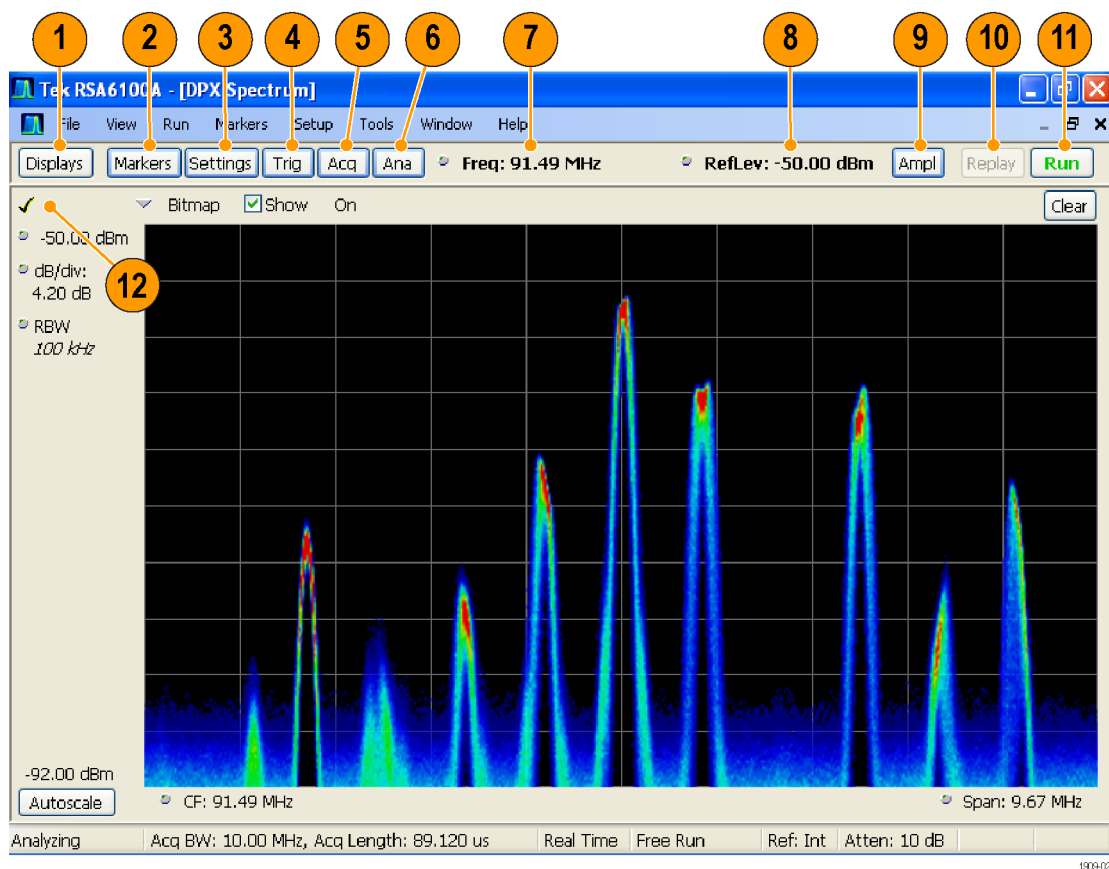 1 2 3 4 5 6 7 8 9 10 11
Tek RSA6100A - [DPX Spectrum]
File View Run Markers Setup Tools Window Help
Displays Markers Settings Trig Acq Ana Freq: 91.49 MHz RefLev: -50.00 dBm Ampl Replay Run
Bitmap Show On Clear
-50.00 dBm
dB/div:
4.20 dB
12
RBW
100 kHz
-92.00 dBm
Autoscale CF: 91.49 MHz Span: 9.67 MHz
Analyzing Acq BW: 10.00 MHz, Acq Length: 89.120 us Real Time Free Run Ref: Int Atten: 10 dB